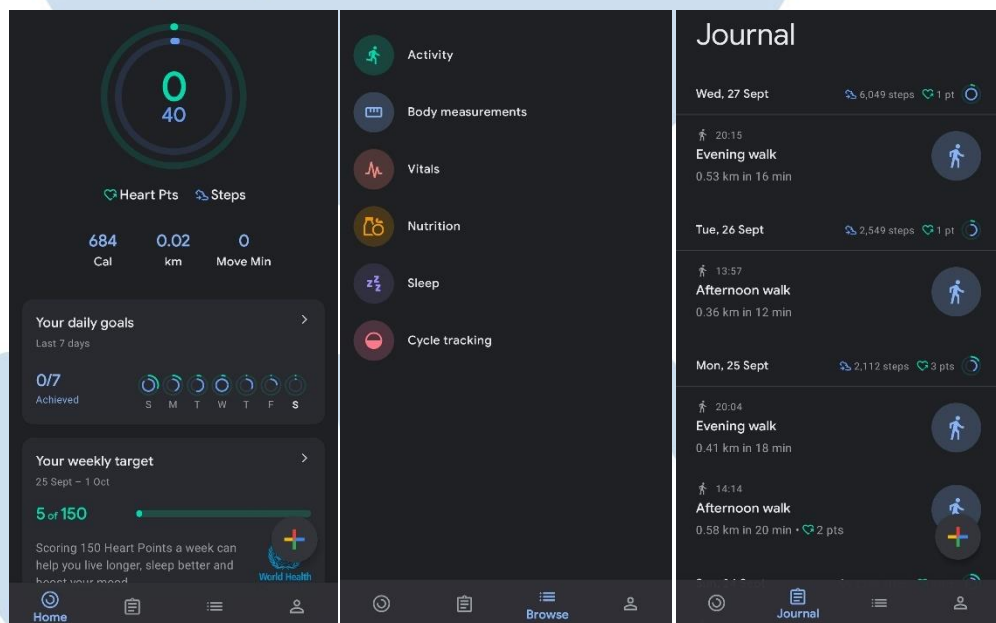 0
40
Heart Pts Steps
684 0.02 0
Cal km Move Min
Your daily goals
Last 7 days
0/7
Achieved
S M T W T F S
Your weekly target
25 Sept – 1 Oct
5 of 150
Scoring 150 Heart Points a week can
help you live longer, sleep better and
boost your mood
World Health
Home
Activity
Body measurements
Vitals
Nutrition
Sleep
Cycle tracking
Browse
Journal
Wed, 27 Sept 6,049 steps 1 pt
20:15
Evening walk
0.53 km in 16 min
Tue, 26 Sept 2,549 steps 1 pt
13:57
Afternoon walk
0.36 km in 12 min
Mon, 25 Sept 2,112 steps 3 pts
20:04
Evening walk
0.41 km in 18 min
14:14
Afternoon walk
0.58 km in 20 min • 2 pts
Journal